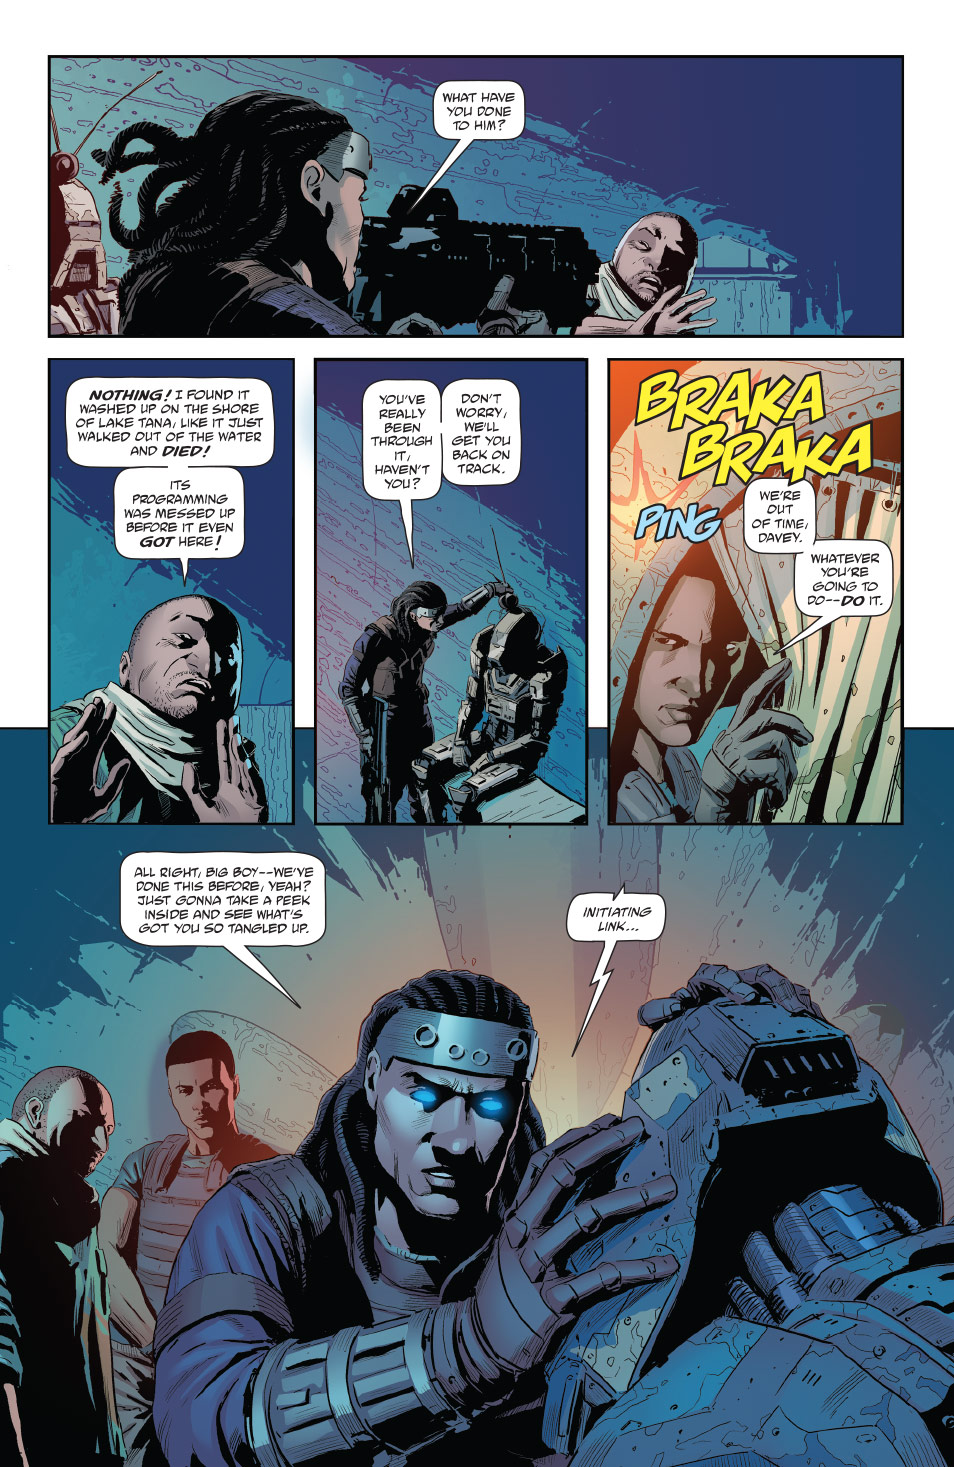 WHAT HAVE
YOU DONE
TO HIM?
NOTHING! I FOUND IT
WASHED UP ON THE SHORE
OF LAKE TANA, LIKE IT JUST
WALKED OUT OF THE WATER
AND DIED!
ITS
PROGRAMMING
WAS MESSED UP
BEFORE IT EVEN
GOT HERE!
YOU'VE
REALLY
BEEN
THROUGH
IT,
HAVEN'T
YOU?
DON'T
WORRY,
WE'LL
GET YOU
BACK ON
TRACK.
BRAKA
BRAKA
PING
WE'RE
OUT
OF TIME,
DAVEY.
WHATEVER
YOU'RE
GOING TO
DO--DO IT.
ALL RIGHT, BIG BOY--WE'VE
DONE THIS BEFORE, YEAH?
JUST GONNA TAKE A PEEK
INSIDE AND SEE WHAT'S
GOT YOU SO TANGLED UP.
INITIATING
LINK...